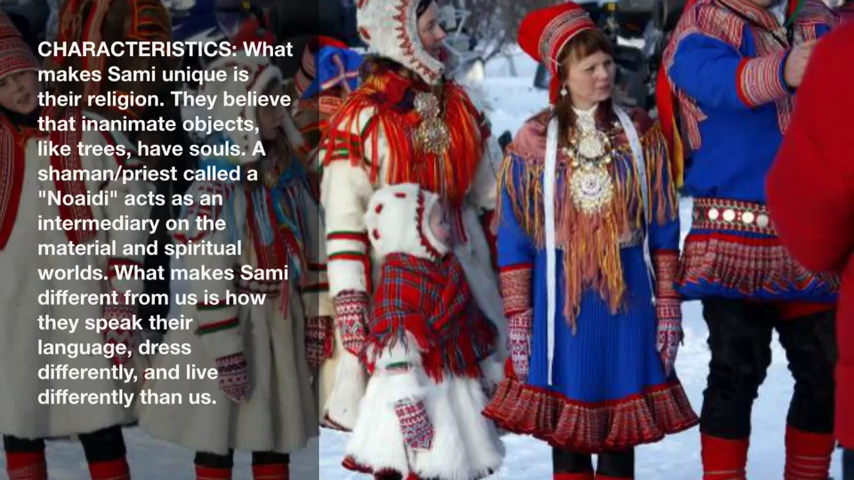 CHARACTERISTICS: What
makes Sami unique is
their religion. They believe
that inanimate objects,
like trees, have souls. A
shaman/priest called a
"Noaidi" acts as an
intermediary on the
material and spiritual
worlds. What makes Sami
different from us is how
they speak their
language, dress
differently, and live
differently than us.